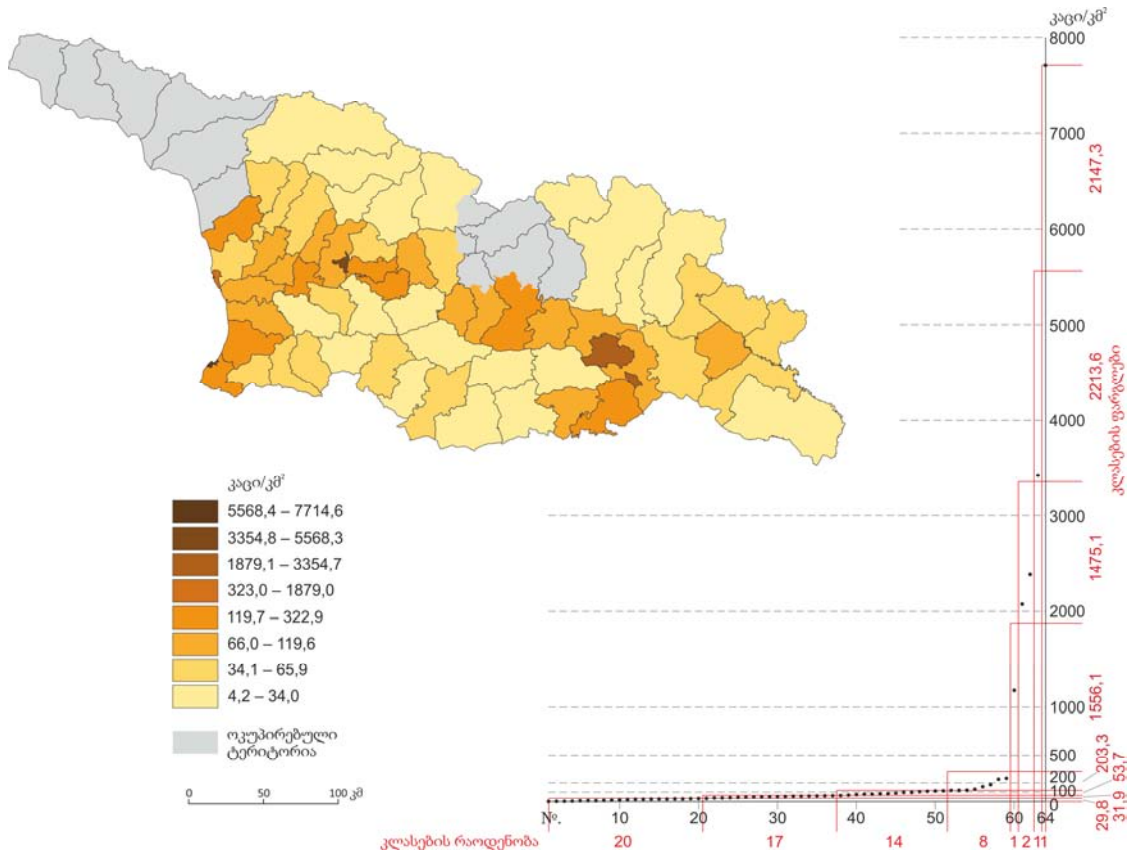 კაცი/კმ²
8000
7000
6000
5000
4000
3000
2000
1000
500
200
100
0
2147,3
2213,6
1475,1
1556,1
203,3
53,7
31,9
29,8
კლასების ფარგლები
კაცი/კმ²
5568,4 – 7714,6
3354,8 – 5568,3
1879,1 – 3354,7
323,0 – 1879,0
119,7 – 322,9
66,0 – 119,6
34,1 – 65,9
4,2 – 34,0
ოკუპირებული
ტერიტორია
0 50 100 კმ
№. 10 20 30 40 50 60 64
კლასების რაოდენობა 20 17 14 8 1 2 1 1